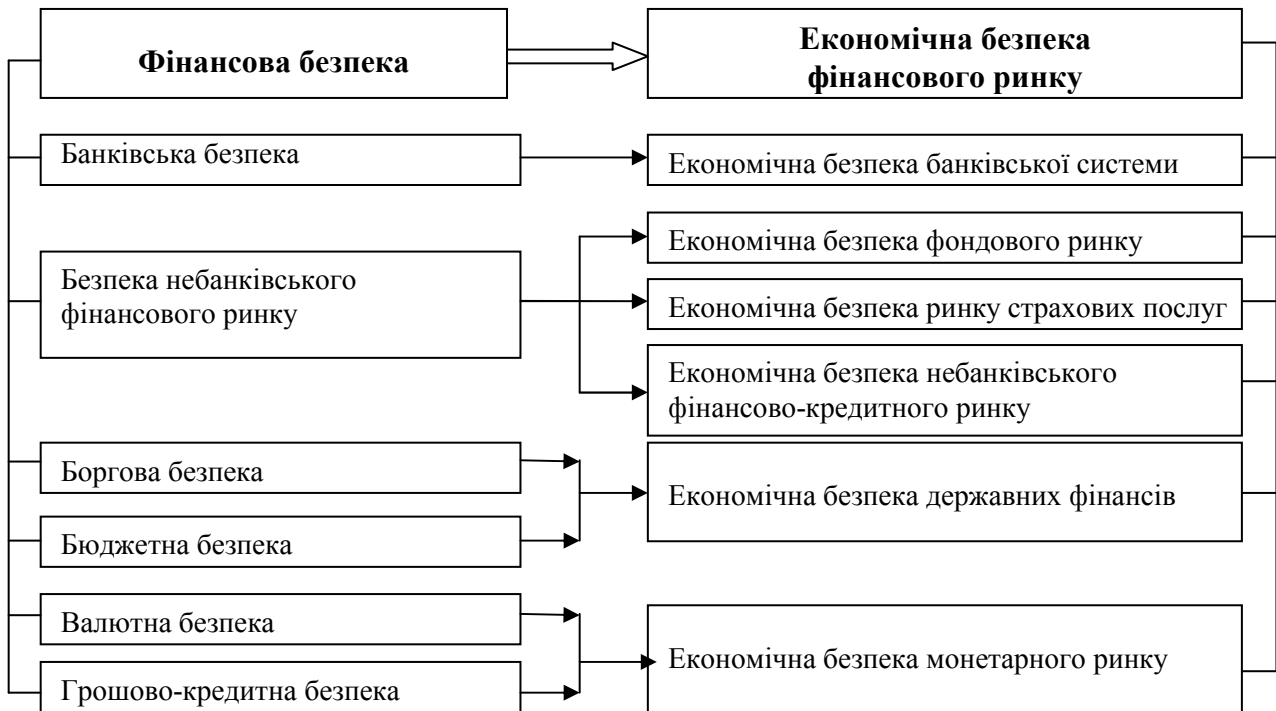 Фінансова безпека
Економічна безпека
фінансового ринку
Банківська безпека
Економічна безпека банківської системи
Безпека небанківського
фінансового ринку
Економічна безпека фондового ринку
Економічна безпека ринку страхових послуг
Економічна безпека небанківського
фінансово-кредитного ринку
Боргова безпека
Бюджетна безпека
Економічна безпека державних фінансів
Валютна безпека
Грошово-кредитна безпека
Економічна безпека монетарного ринку